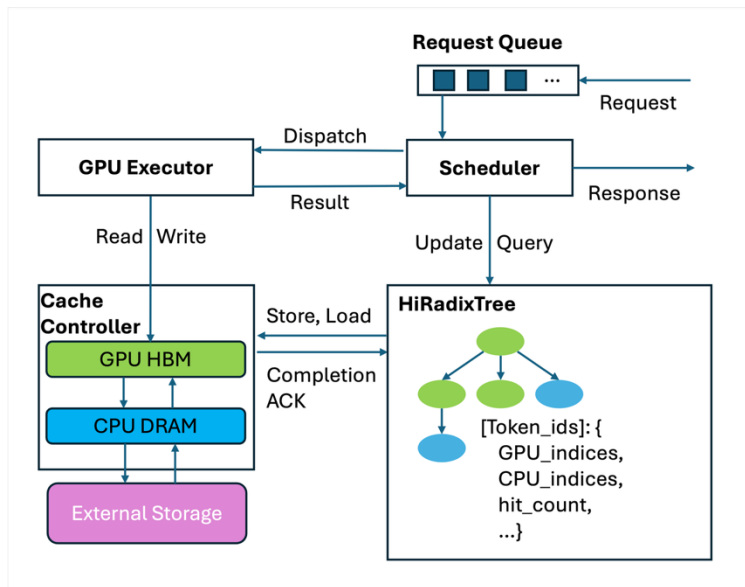 Request Queue
...
Request
Dispatch
GPU Executor
Scheduler
Result
Response
Read Write
Update Query
Cache
Controller
HiRadixTree
Store, Load
GPU HBM
Completion
ACK
CPU DRAM
[Token_ids]: {
GPU_indices,
CPU_indices,
hit_count,
...}
External Storage